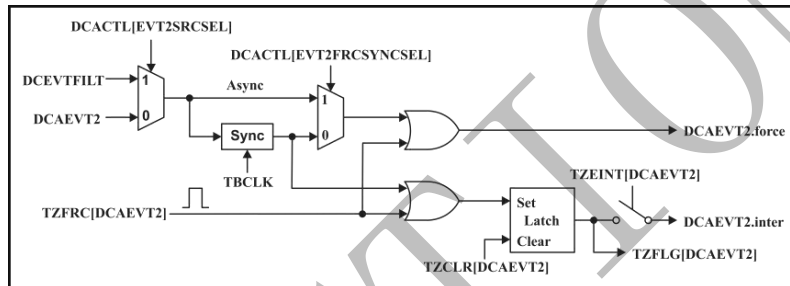 DCACTL[EVT2SRCSEL]
DCACTL[EVT2FRCSYNCSEL]
DCEVTFILT
1
Async
1
DCAEVT2
0
Sync
0
DCAEVT2.force
TBCLK
TZEINT[DCAEVT2]
TZFRC[DCAEVT2]
Set
Latch
DCAEVT2.inter
Clear
TZCLR[DCAEVT2]
TZFLG[DCAEVT2]